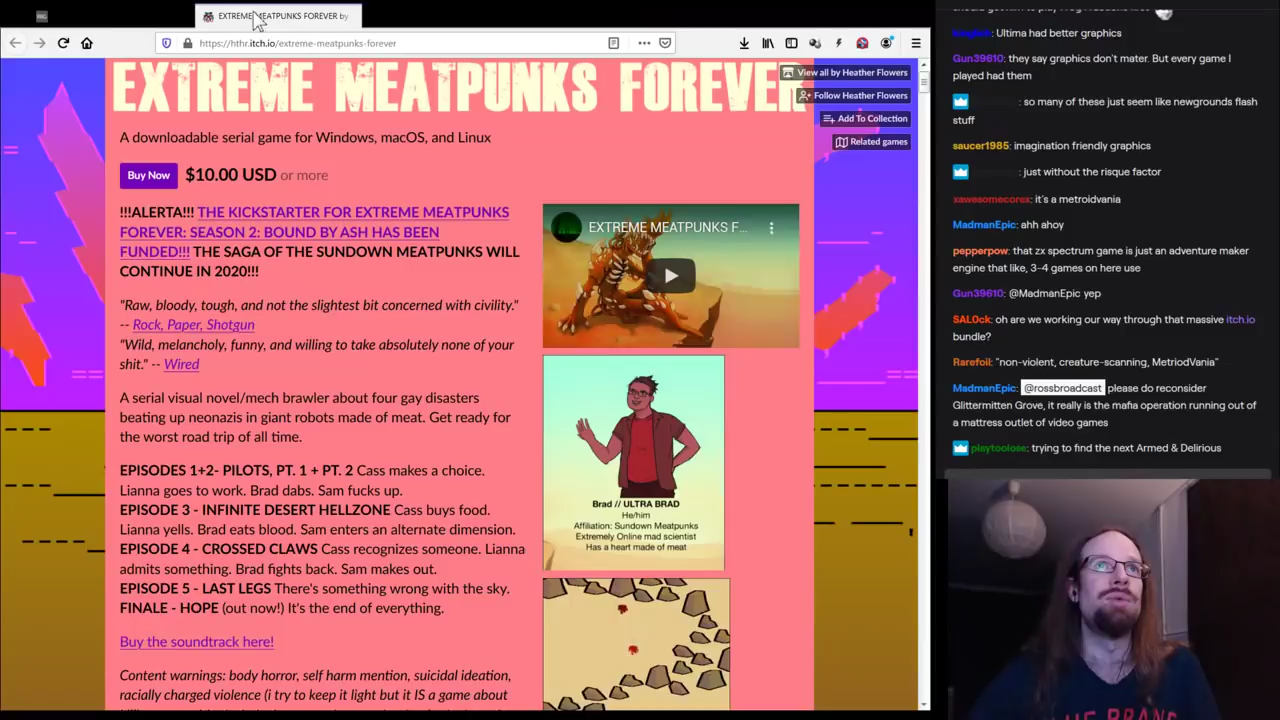 EXTREME MEATPUNKS FOREVER by
https://hthr.itch.io/extreme-meatpunks-forever
EXTREME MEATPUNKS FOREVER
View all by Heather Flowers
Follow Heather Flowers
Add To Collection
Related games
A downloadable serial game for Windows, macOS, and Linux
Buy Now $10.00 USD or more
!!!ALERTA!!! THE KICKSTARTER FOR EXTREME MEATPUNKS
FOREVER: SEASON 2: BOUND BY ASH HAS BEEN
FUNDED!!! THE SAGA OF THE SUNDOWN MEATPUNKS WILL
CONTINUE IN 2020!!!
"Raw, bloody, tough, and not the slightest bit concerned with civility."
-- Rock, Paper, Shotgun
"Wild, melancholy, funny, and willing to take absolutely none of your
shit." -- Wired
A serial visual novel/mech brawler about four gay disasters
beating up neonazis in giant robots made of meat. Get ready for
the worst road trip of all time.
EPISODES 1+2- PILOTS, PT. 1 + PT. 2 Cass makes a choice.
Lianna goes to work. Brad dabs. Sam fucks up.
EPISODE 3 - INFINITE DESERT HELLZONE Cass buys food.
Lianna yells. Brad eats blood. Sam enters an alternate dimension.
EPISODE 4 - CROSSED CLAWS Cass recognizes someone. Lianna
admits something. Brad fights back. Sam makes out.
EPISODE 5 - LAST LEGS There's something wrong with the sky.
FINALE - HOPE (out now!) It's the end of everything.
Buy the soundtrack here!
Content warnings: body horror, self harm mention, suicidal ideation,
racially charged violence (i try to keep it light but it IS a game about
EXTREME MEATPUNKS F...
Brad // ULTRA BRAD
He/him
Affiliation: Sundown Meatpunks
Extremely Online mad scientist
Has a heart made of meat
: Ultima had better graphics
Gun39610: they say graphics don't mater. But every game I
played had them
: so many of these just seem like newgrounds flash
stuff
saucer1985: imagination friendly graphics
: just without the risque factor
xawesomecorex: it's a metroidvania
MadmanEpic: ahh ahoy
pepperpow: that zx spectrum game is just an adventure maker
engine that like, 3-4 games on here use
Gun39610: @MadmanEpic yep
SAL0ck: oh are we working our way through that massive itch.io
bundle?
Rarefoil: "non-violent, creature-scanning, MetriodVania"
MadmanEpic: @rossbroadcast please do reconsider
Glittermitten Grove, it really is the mafia operation running out of
a mattress outlet of video games
playtoolose: trying to find the next Armed & Delirious